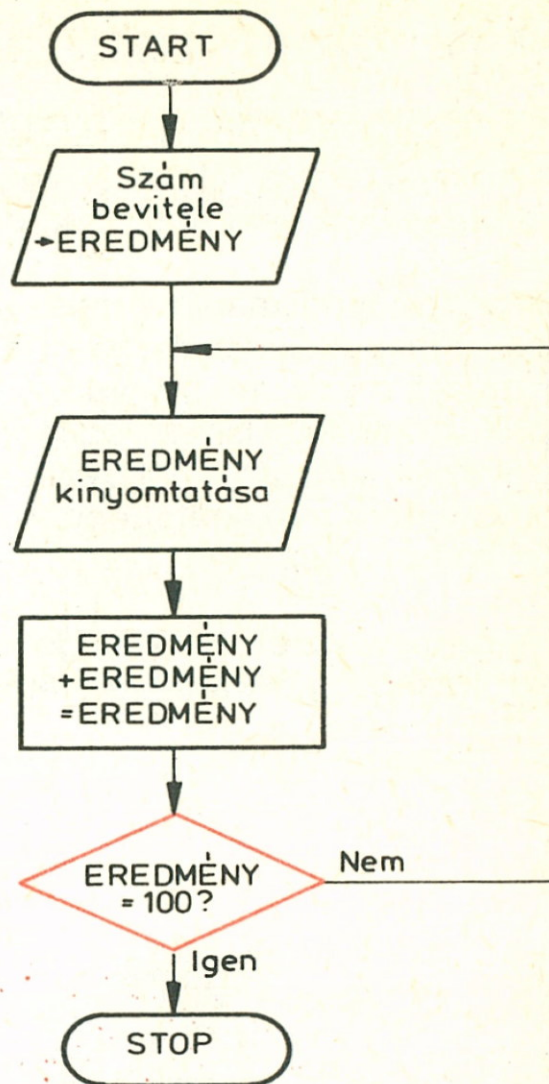 START
Szám
bevitele
→EREDMÉNY
EREDMÉNY
kinyomtatása
EREDMÉNY
+EREDMÉNY
=EREDMÉNY
EREDMÉNY
= 100?
Nem
Igen
STOP